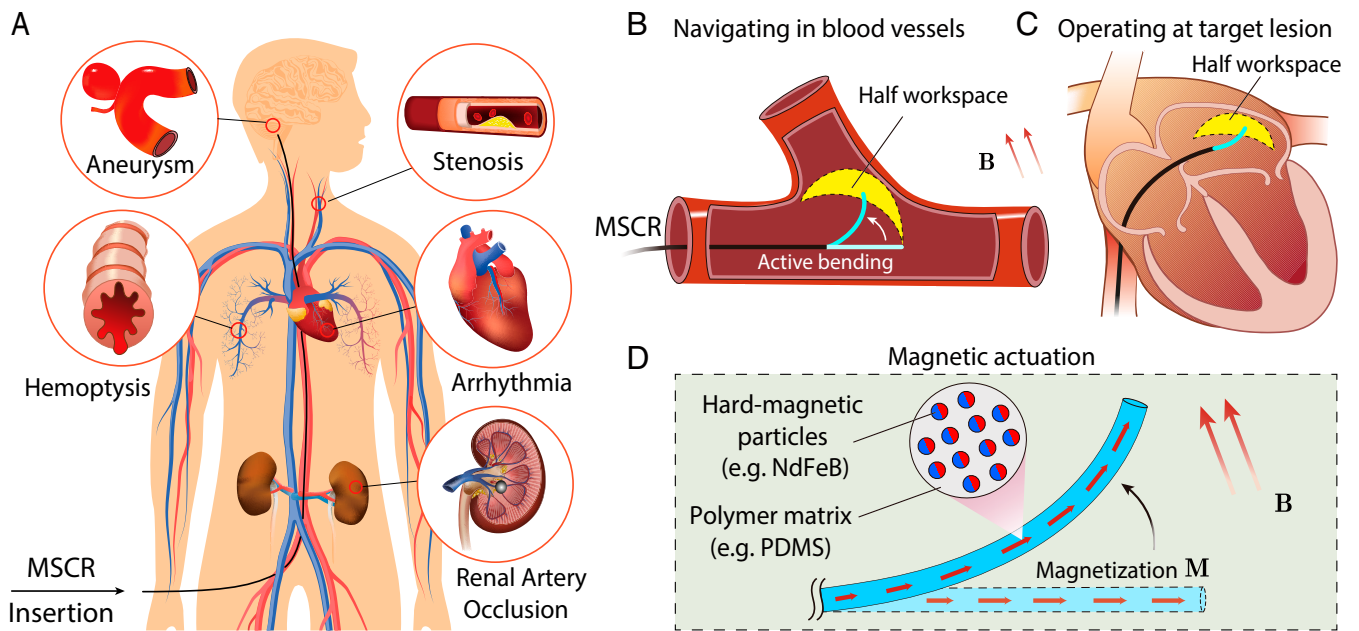 A
Aneurysm
Stenosis
Hemoptysis
Arrhythmia
Renal Artery
Occlusion
MSCR
Insertion
B Navigating in blood vessels
Half workspace
B
MSCR
Active bending
C Operating at target lesion
Half workspace
D
Magnetic actuation
Hard-magnetic
particles
(e.g. NdFeB)
Polymer matrix
(e.g. PDMS)
B
Magnetization M